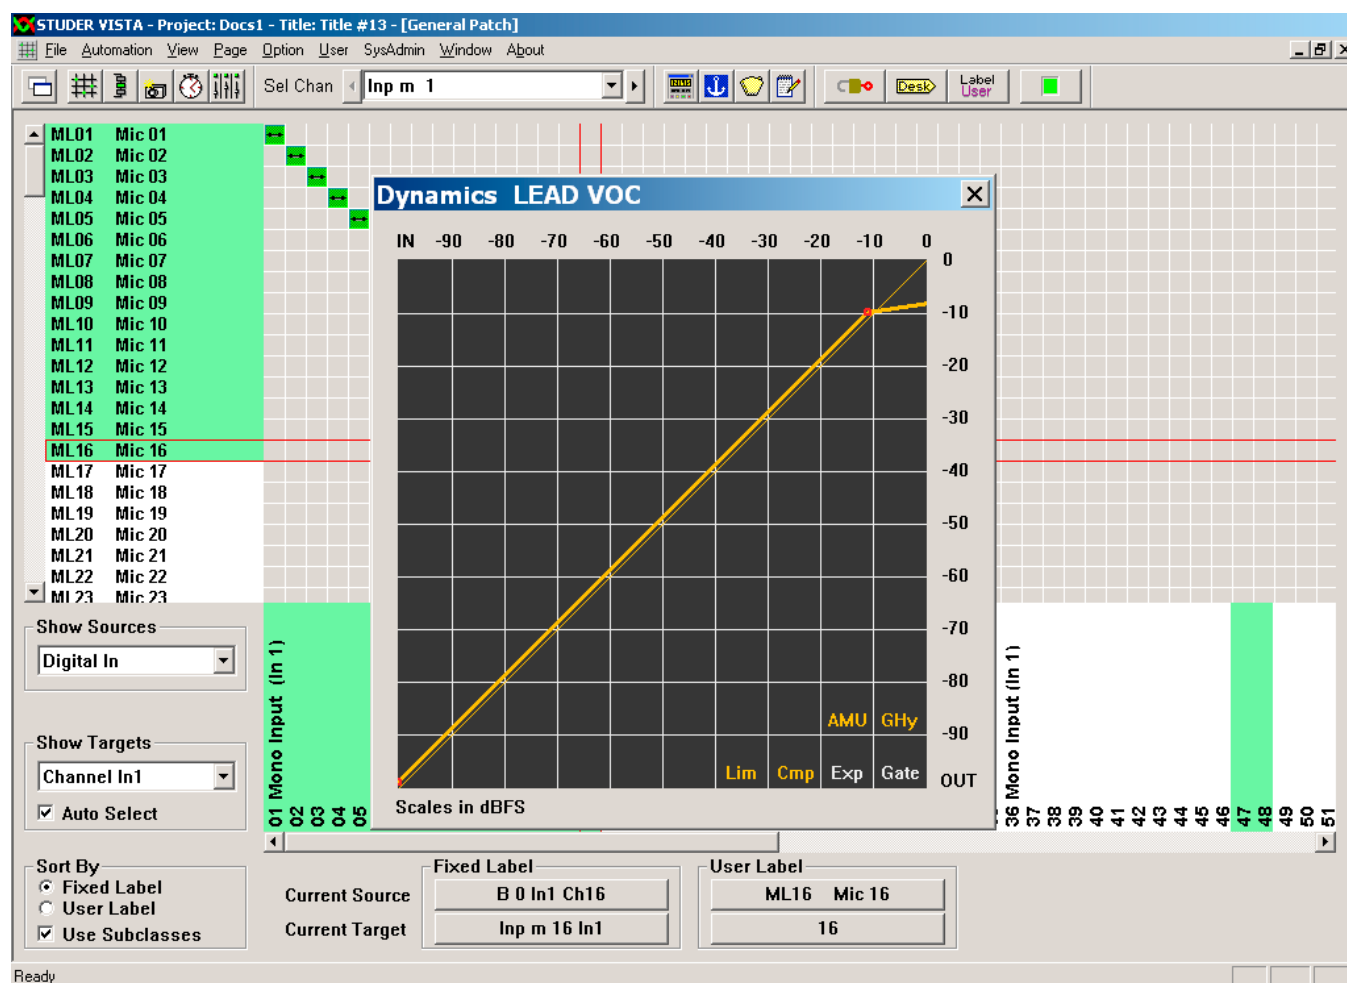 STUDER VISTA - Project: Docs1 - Title: Title #13 - [General Patch]
File Automation View Page Option User SysAdmin Window About
Sel Chan Inp m 1 Desk Label User
ML01 Mic 01
ML02 Mic 02
ML03 Mic 03
ML04 Mic 04
ML05 Mic 05
ML06 Mic 06
ML07 Mic 07
ML08 Mic 08
ML09 Mic 09
ML10 Mic 10
ML11 Mic 11
ML12 Mic 12
ML13 Mic 13
ML14 Mic 14
ML15 Mic 15
ML16 Mic 16
ML17 Mic 17
ML18 Mic 18
ML19 Mic 19
ML20 Mic 20
ML21 Mic 21
ML22 Mic 22
ML23 Mic 23
Dynamics LEAD VOC
IN -90 -80 -70 -60 -50 -40 -30 -20 -10 0
0
-10
-20
-30
-40
-50
-60
-70
-80
-90
OUT
AMU GHy
Lim Cmp Exp Gate
Scales in dBFS
Show Sources
Digital In
Show Targets
Channel In1
Auto Select
01 Mono Input (In 1)
02
03
04
05
36 Mono Input (In 1)
37
38
39
40
41
42
43
44
45
46
47
48
49
50
51
Sort By
Fixed Label
User Label
Use Subclasses
Fixed Label User Label
Current Source B 0 In1 Ch16 ML16 Mic 16
Current Target Inp m 16 In1 16
Ready